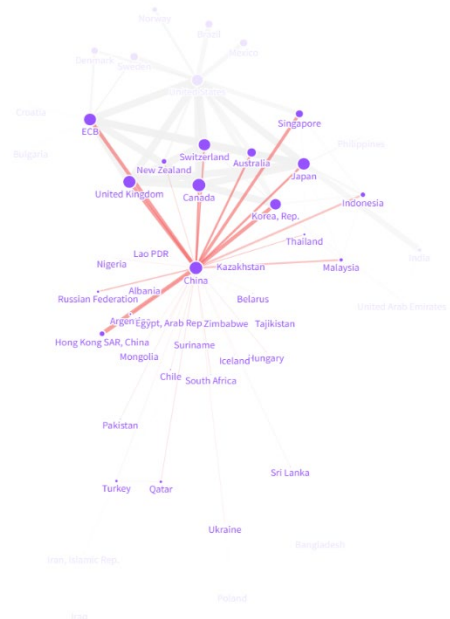 Norway
Brazil
Mexico
Denmark
Sweden
United States
Croatia
Singapore
ECB
Philippines
Switzerland
Bulgaria
Australia
New Zealand
Japan
United Kingdom
Canada
Indonesia
Korea, Rep.
Thailand
Lao PDR
India
Nigeria
Kazakhstan
Malaysia
China
Albania
Russian Federation
Belarus
United Arab Emirates
Egypt, Arab Rep
Zimbabwe
Tajikistan
Hong Kong SAR, China
Suriname
Mongolia
Iceland
Hungary
Chile
South Africa
Pakistan
Sri Lanka
Turkey
Qatar
Ukraine
Bangladesh
Iran, Islamic Rep.
Poland